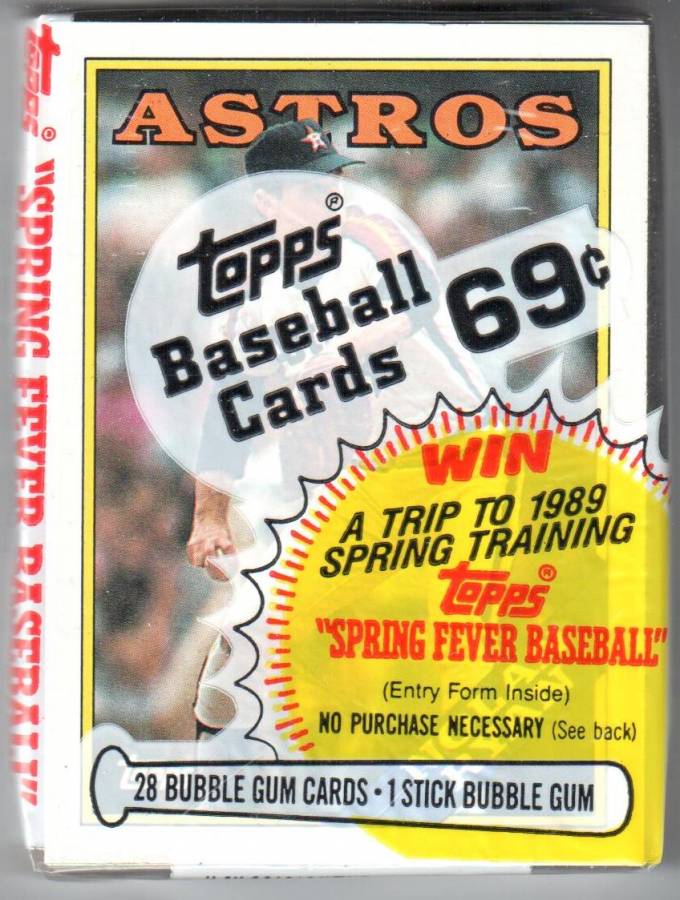 ASTROS
TOPPS®
Baseball
Cards
69¢
WIN
A TRIP TO 1989
SPRING TRAINING
TOPPS®
"SPRING FEVER BASEBALL"
(Entry Form Inside)
NO PURCHASE NECESSARY (See back)
28 BUBBLE GUM CARDS • 1 STICK BUBBLE GUM
TOPPS® "SPRING FEVER BASEBALL"